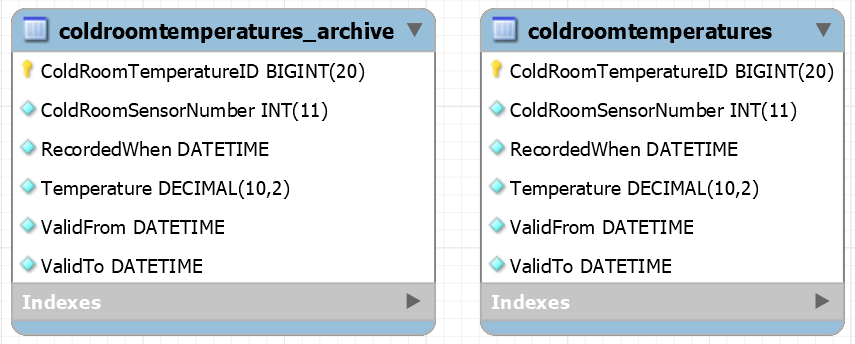 coldroomtemperatures_archive
ColdRoomTemperatureID BIGINT(20)
ColdRoomSensorNumber INT(11)
RecordedWhen DATETIME
Temperature DECIMAL(10,2)
ValidFrom DATETIME
ValidTo DATETIME
Indexes
coldroomtemperatures
ColdRoomTemperatureID BIGINT(20)
ColdRoomSensorNumber INT(11)
RecordedWhen DATETIME
Temperature DECIMAL(10,2)
ValidFrom DATETIME
ValidTo DATETIME
Indexes